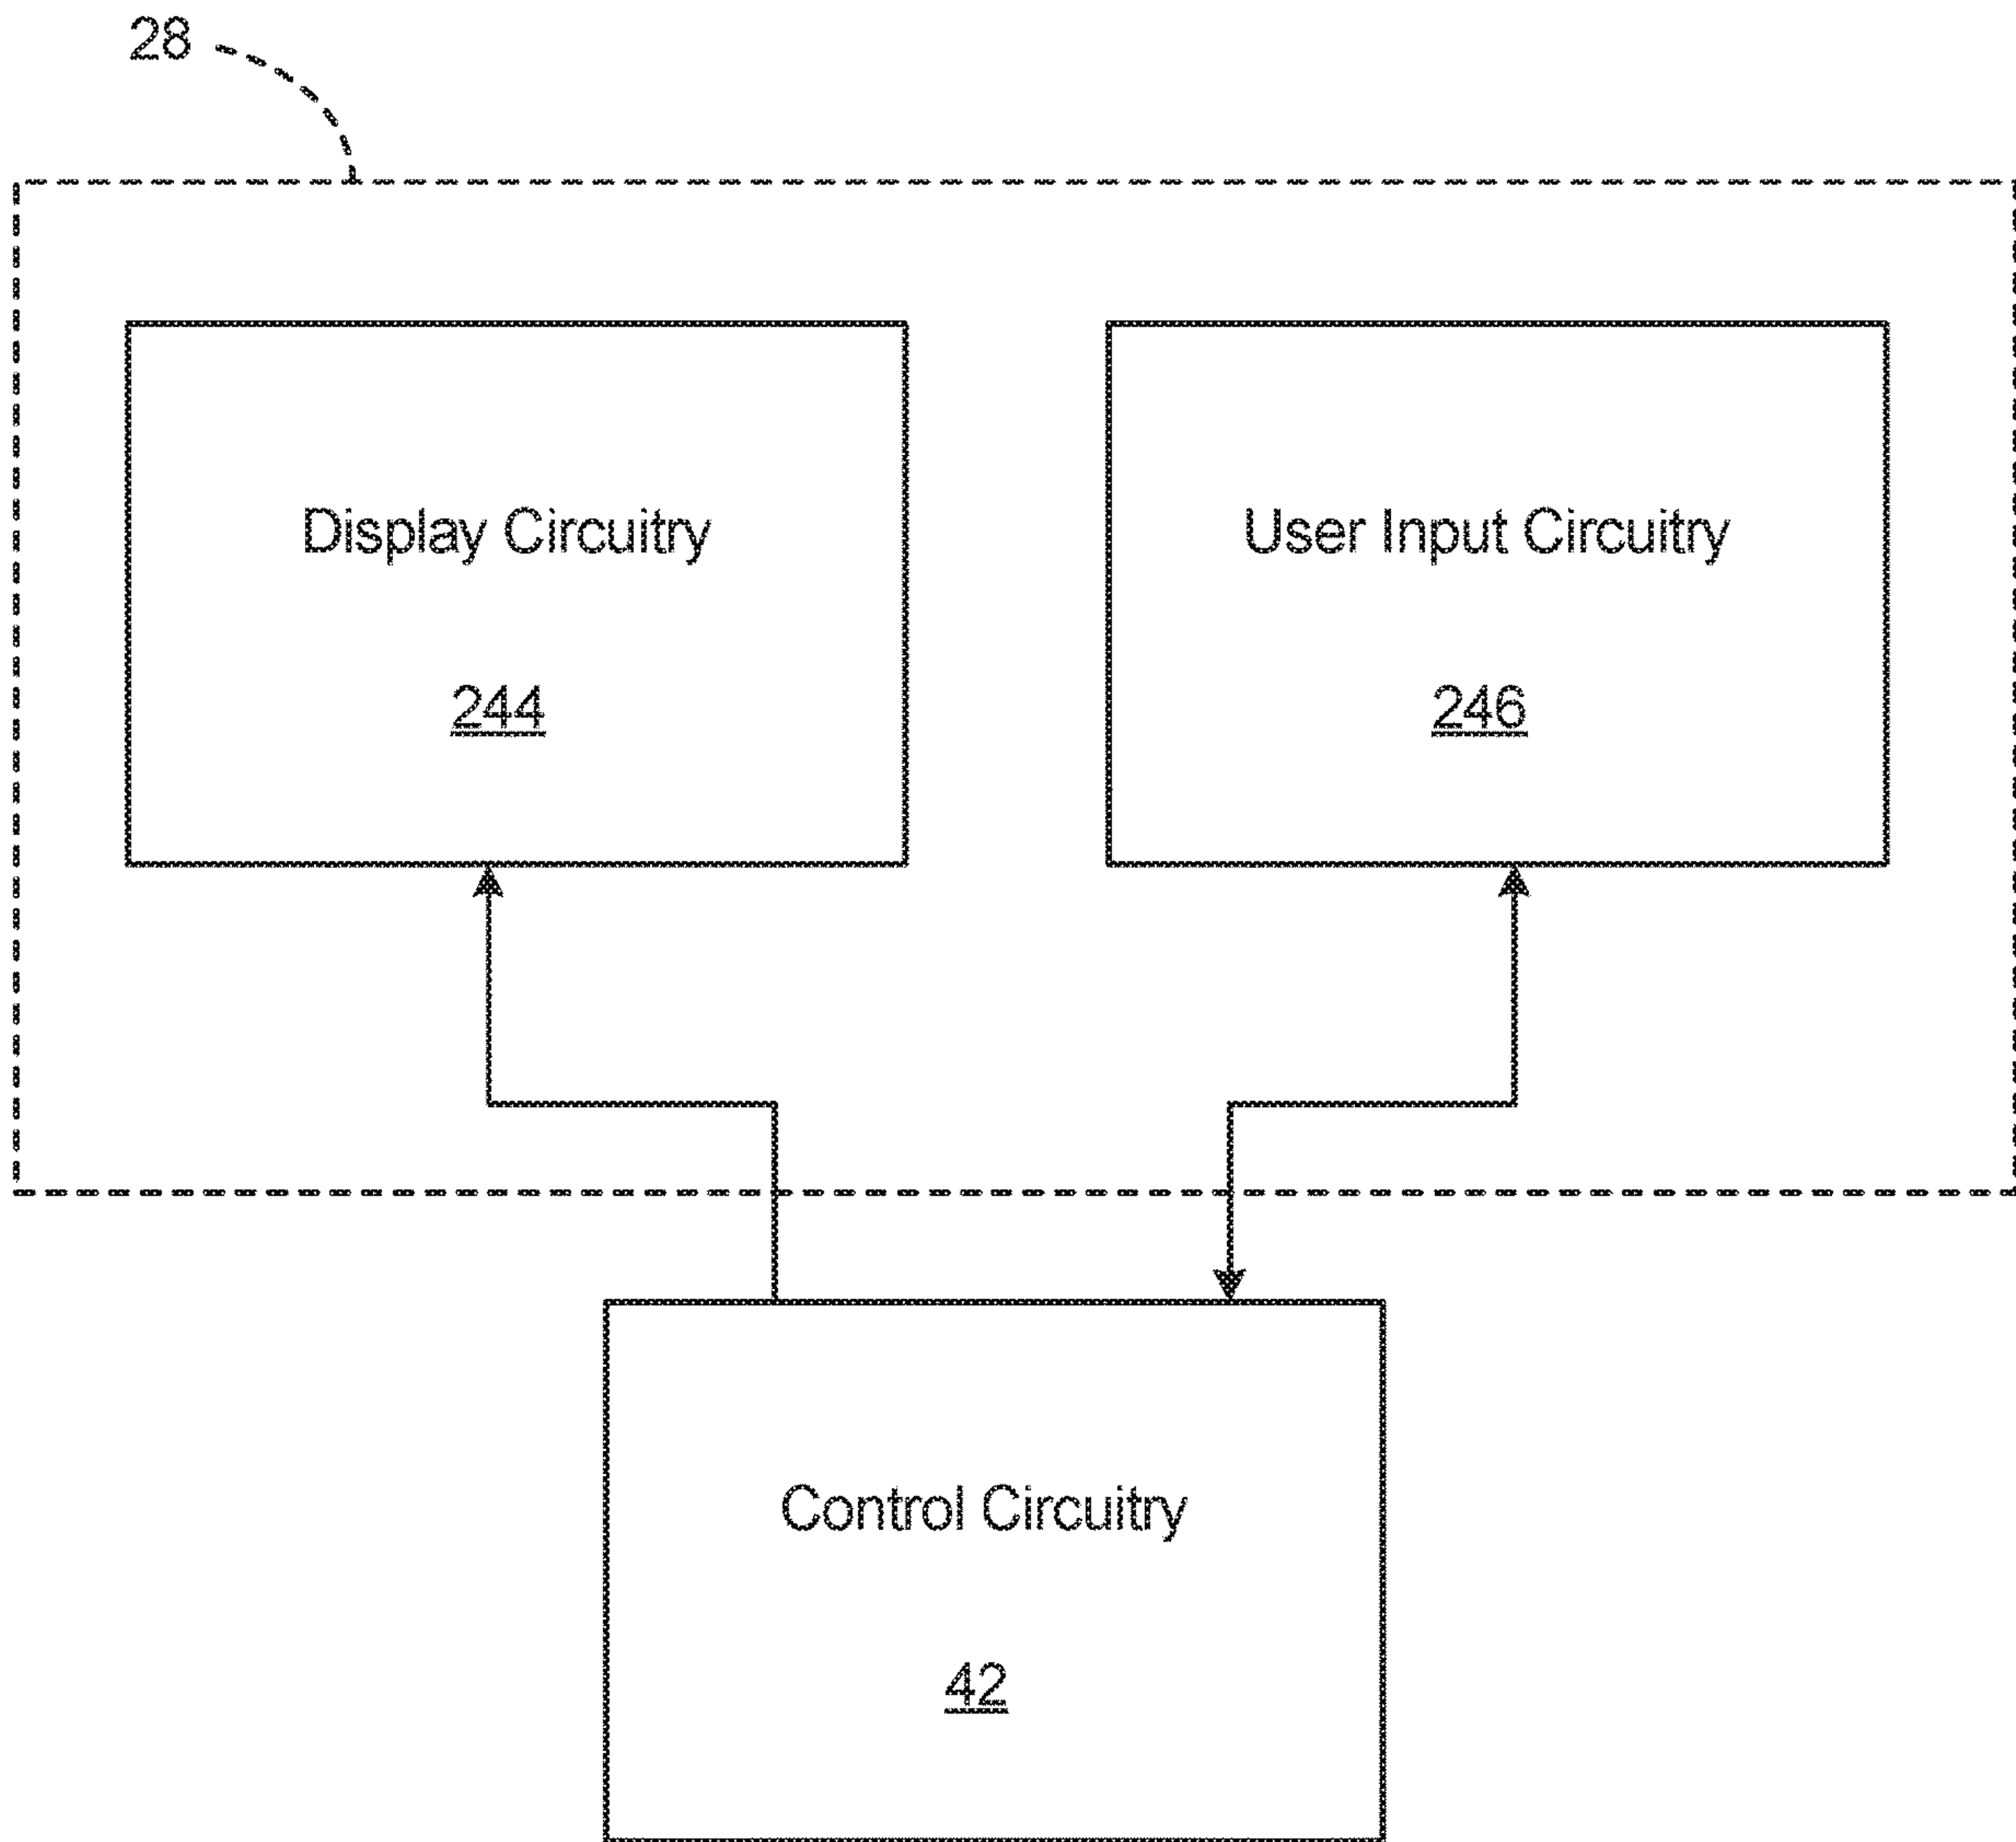 28
Display Circuitry
244
User Input Circuitry
246
Control Circuitry
42